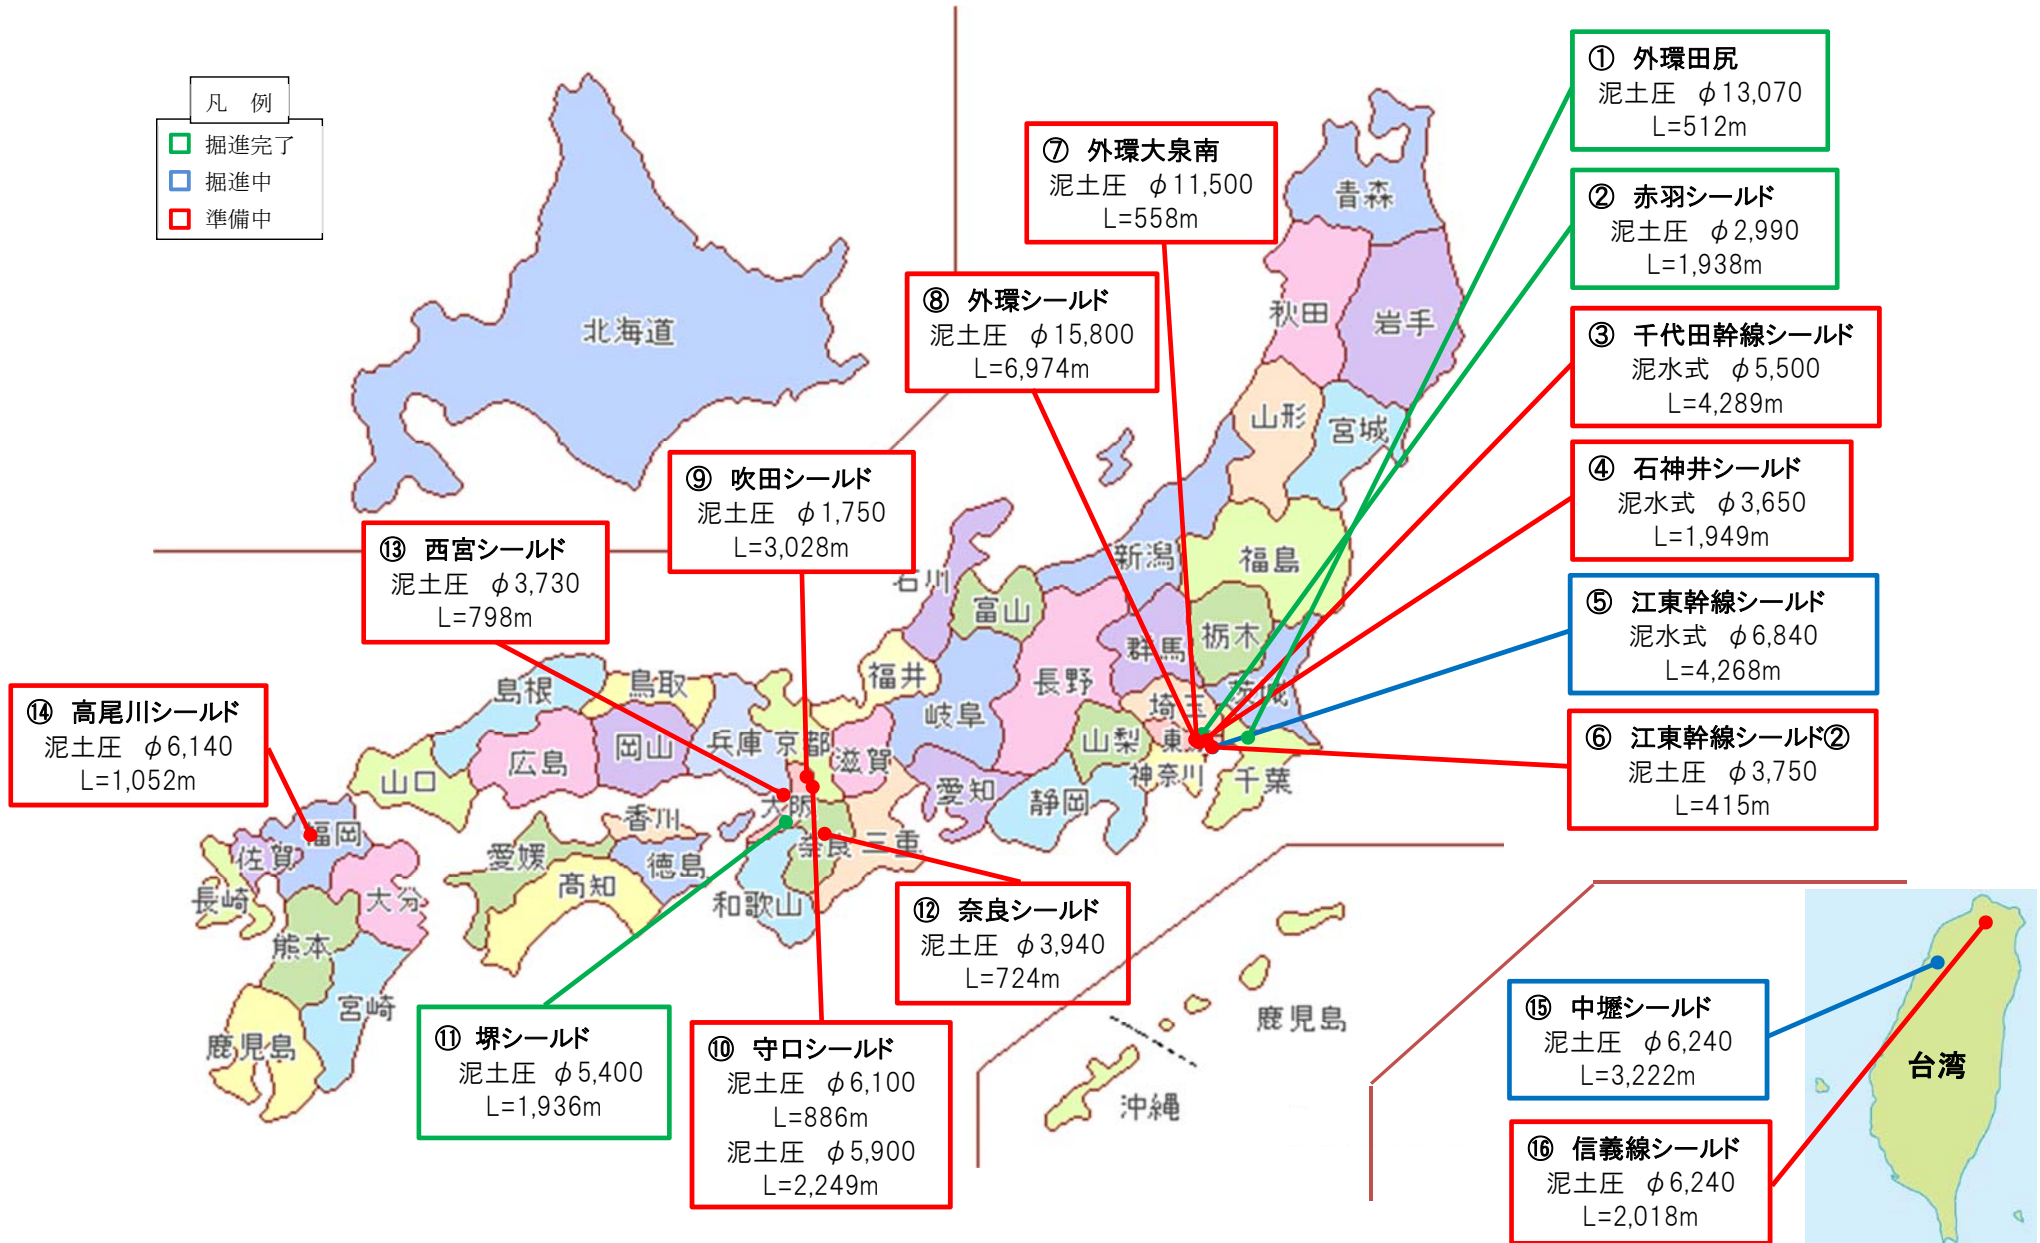 凡 例
掘進完了
掘進中
準備中
① 外環田尻
泥土圧 φ13,070
L=512m
② 赤羽シールド
泥土圧 φ2,990
L=1,938m
③ 千代田幹線シールド
泥水式 φ5,500
L=4,289m
④ 石神井シールド
泥水式 φ3,650
L=1,949m
⑤ 江東幹線シールド
泥水式 φ6,840
L=4,268m
⑥ 江東幹線シールド②
泥土圧 φ3,750
L=415m
⑦ 外環大泉南
泥土圧 φ11,500
L=558m
⑧ 外環シールド
泥土圧 φ15,800
L=6,974m
⑨ 吹田シールド
泥土圧 φ1,750
L=3,028m
⑬ 西宮シールド
泥土圧 φ3,730
L=798m
⑭ 高尾川シールド
泥土圧 φ6,140
L=1,052m
⑪ 堺シールド
泥土圧 φ5,400
L=1,936m
⑩ 守口シールド
泥土圧 φ6,100
L=886m
泥土圧 φ5,900
L=2,249m
⑫ 奈良シールド
泥土圧 φ3,940
L=724m
⑮ 中壢シールド
泥土圧 φ6,240
L=3,222m
⑯ 信義線シールド
泥土圧 φ6,240
L=2,018m
台湾
北海道
青森
秋田
岩手
山形
宮城
新潟
福島
石川
富山
群馬
栃木
茨城
福井
長野
埼玉
岐阜
山梨
東
神奈川
千葉
静岡
愛知
島根
鳥取
兵庫
京都
滋賀
岡山
広島
山口
大阪
奈良
三重
和歌山
香川
徳島
愛媛
高知
福岡
佐賀
長崎
大分
熊本
宮崎
鹿児島
鹿児島
沖縄